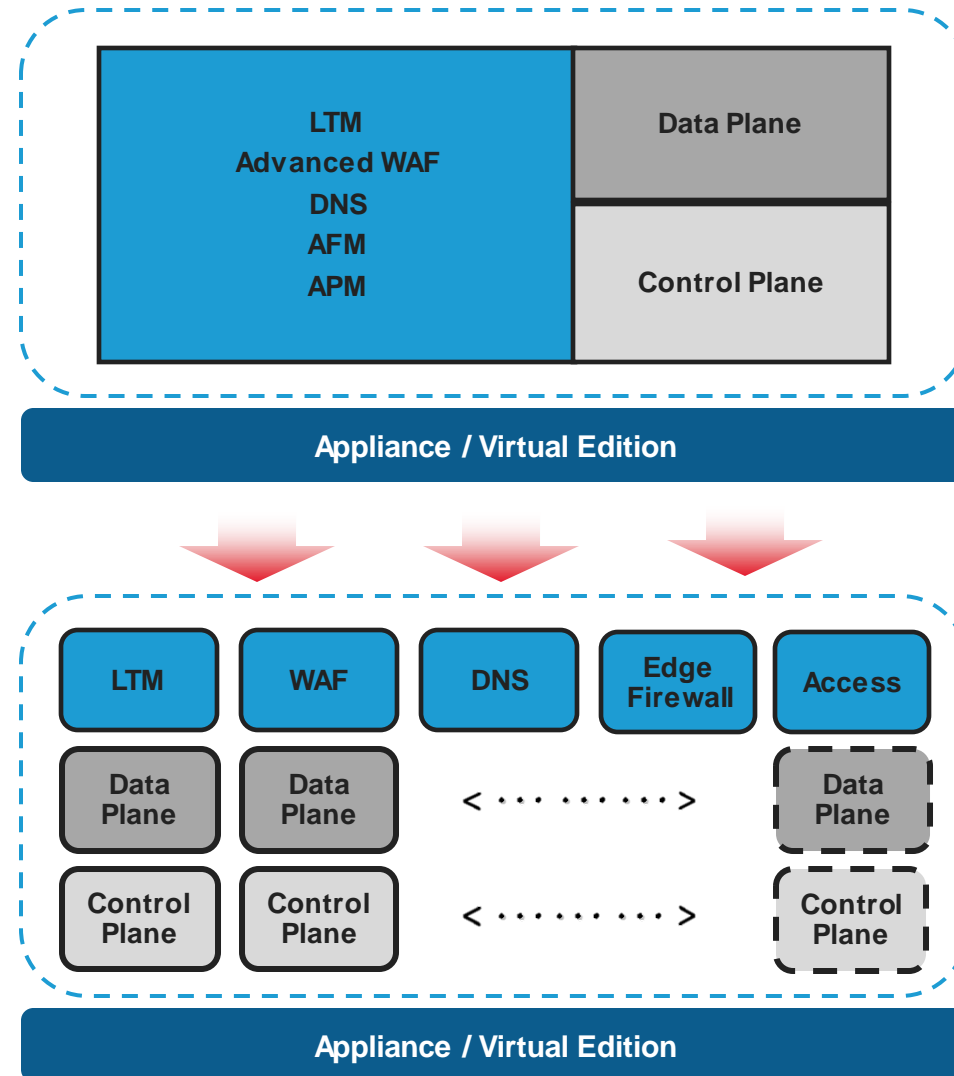 LTM
Advanced WAF
DNS
AFM
APM
Data Plane
Control Plane
Appliance / Virtual Edition
LTM
WAF
DNS
Edge
Firewall
Access
Data
Plane
Data
Plane
< ... ... ... >
Data
Plane
Control
Plane
Control
Plane
< ... ... ... >
Control
Plane
Appliance / Virtual Edition